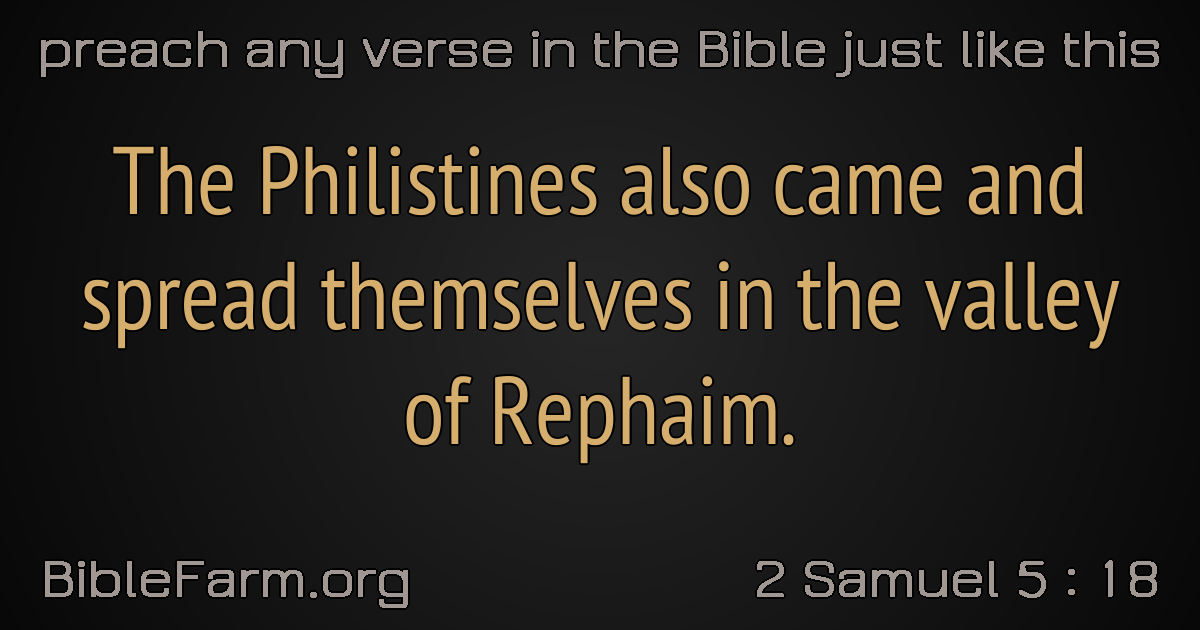 preach any verse in the Bible just like this
The Philistines also came and
spread themselves in the valley
of Rephaim.
BibleFarm.org
2 Samuel 5 : 18